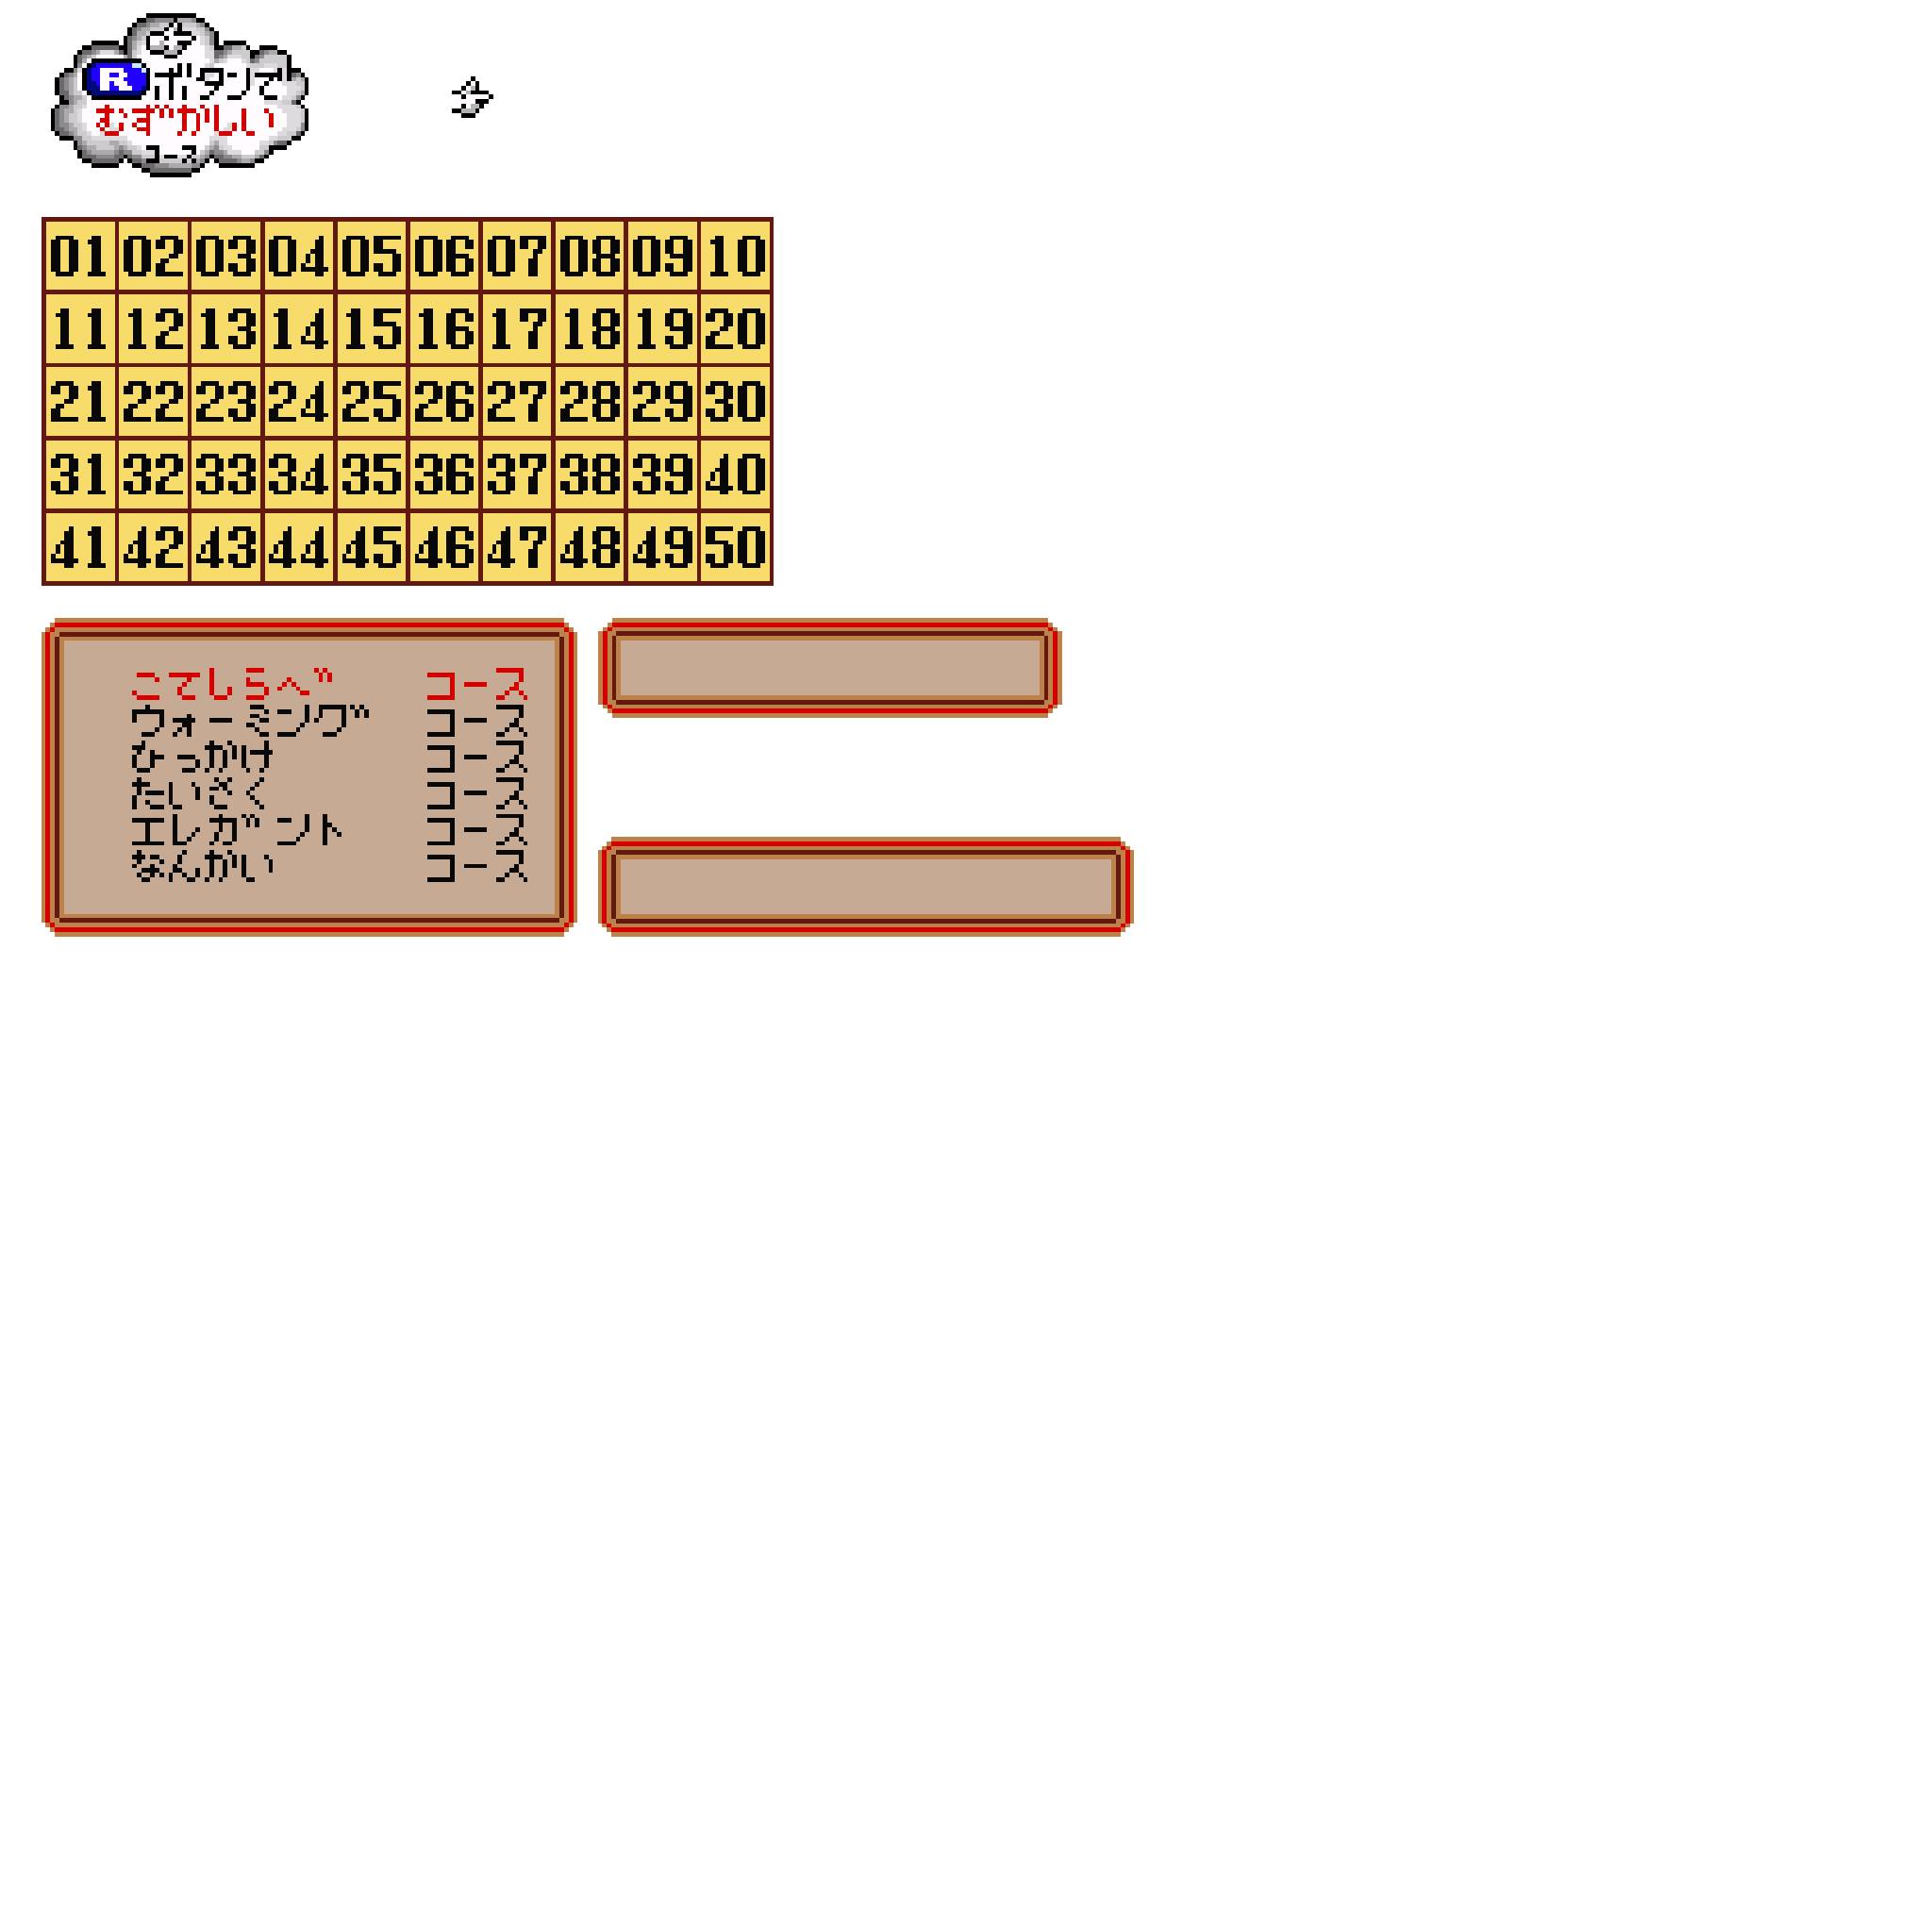 Rボタンで
むずかしい
コース
01 02 03 04 05 06 07 08 09 10
11 12 13 14 15 16 17 18 19 20
21 22 23 24 25 26 27 28 29 30
31 32 33 34 35 36 37 38 39 40
41 42 43 44 45 46 47 48 49 50
こてしらべ コース
ウォーミング コース
ひっかけ コース
たいさく コース
エレガント コース
なんかい コース